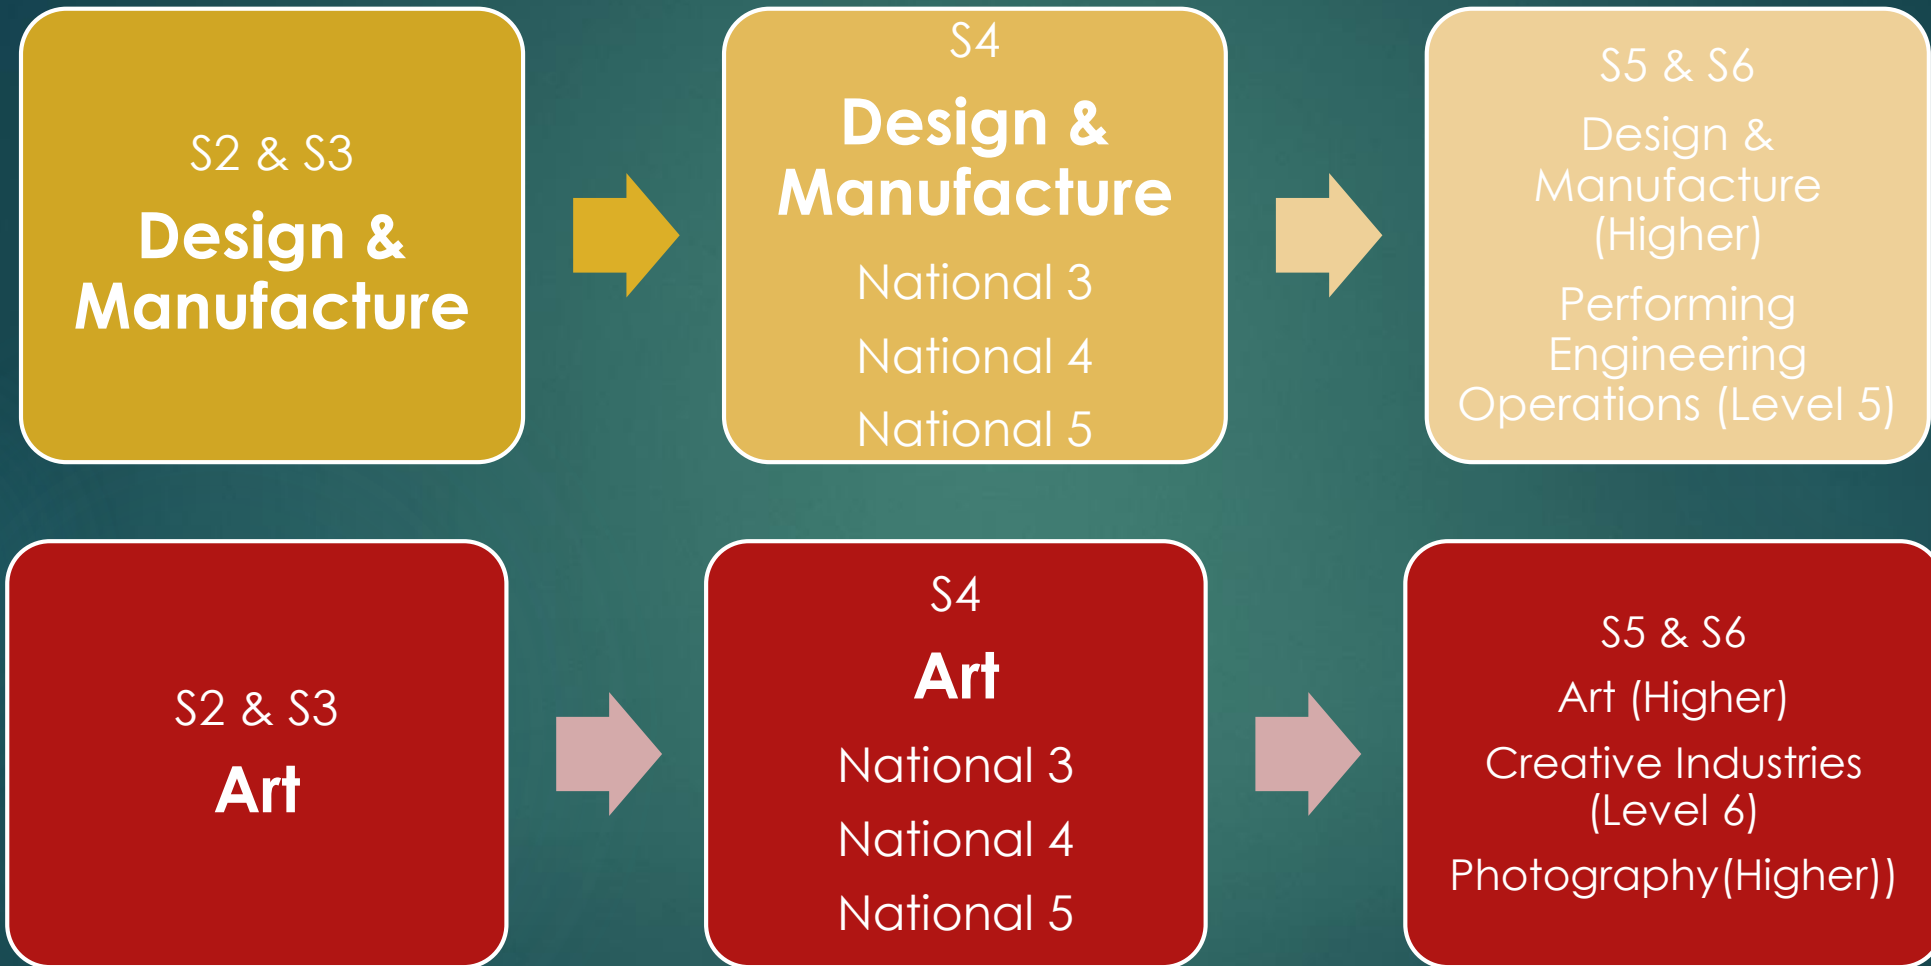 S2 & S3
Design &
Manufacture
S4
Design &
Manufacture
National 3
National 4
National 5
S5 & S6
Design &
Manufacture
(Higher)
Performing
Engineering
Operations (Level 5)
S2 & S3
Art
S4
Art
National 3
National 4
National 5
S5 & S6
Art (Higher)
Creative Industries
(Level 6)
Photography(Higher))